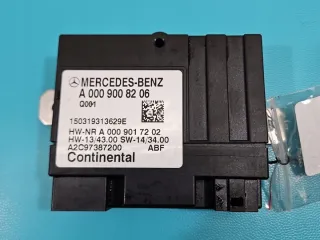 MERCEDES-BENZ
A 000 900 82 06
Q001
150319313629E
HW-NR A 000 901 72 02
HW-13/43.00 SW-14/34.00
A2C97387200 ABF
Continental